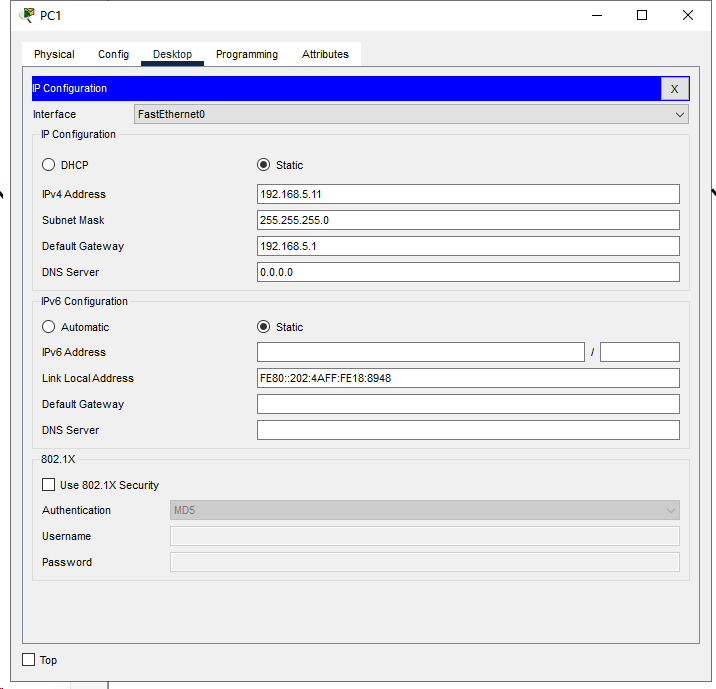 PC1
Physical Config Desktop Programming Attributes
IP Configuration X
Interface FastEthernet0
IP Configuration
DHCP Static
IPv4 Address 192.168.5.11
Subnet Mask 255.255.255.0
Default Gateway 192.168.5.1
DNS Server 0.0.0.0
IPv6 Configuration
Automatic Static
IPv6 Address /
Link Local Address FE80::202:4AFF:FE18:8948
Default Gateway
DNS Server
802.1X
Use 802.1X Security
Authentication MD5
Username
Password
Top